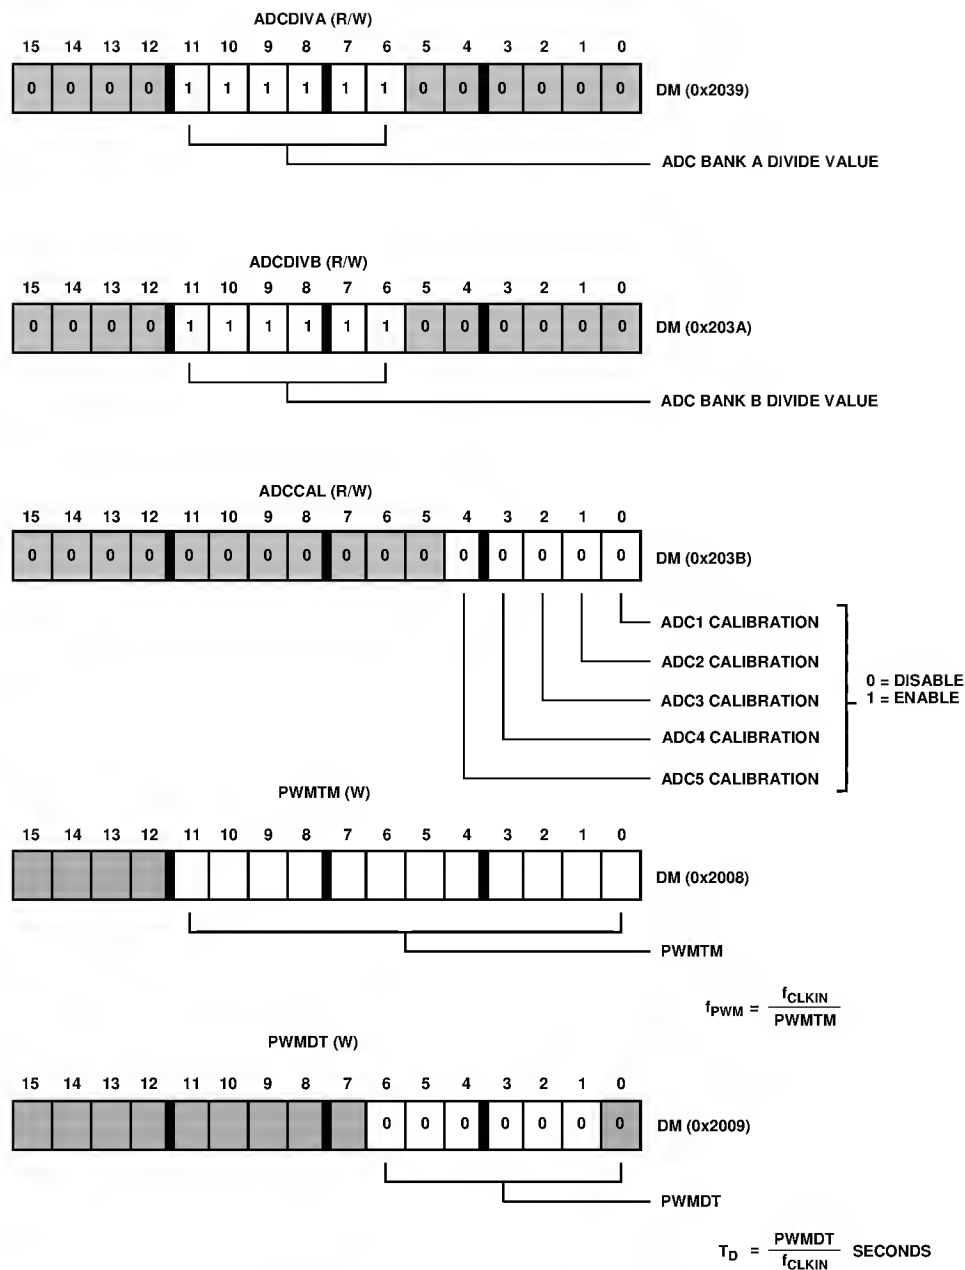 ADCDIVA (R/W)
15 14 13 12 11 10 9 8 7 6 5 4 3 2 1 0
0 0 0 0 1 1 1 1 1 1 0 0 0 0 0 0 DM (0x2039)
ADC BANK A DIVIDE VALUE
ADCDIVB (R/W)
15 14 13 12 11 10 9 8 7 6 5 4 3 2 1 0
0 0 0 0 1 1 1 1 1 1 0 0 0 0 0 0 DM (0x203A)
ADC BANK B DIVIDE VALUE
ADCCAL (R/W)
15 14 13 12 11 10 9 8 7 6 5 4 3 2 1 0
0 0 0 0 0 0 0 0 0 0 0 0 0 0 0 0 DM (0x203B)
ADC1 CALIBRATION
ADC2 CALIBRATION
ADC3 CALIBRATION
ADC4 CALIBRATION
ADC5 CALIBRATION
0 = DISABLE
1 = ENABLE
PWMTM (W)
15 14 13 12 11 10 9 8 7 6 5 4 3 2 1 0
DM (0x2008)
PWMTM
fPWM = fCLKIN / PWMTM
PWMDT (W)
15 14 13 12 11 10 9 8 7 6 5 4 3 2 1 0
0 0 0 0 0 0 0 DM (0x2009)
PWMDT
TD = PWMDT / fCLKIN SECONDS